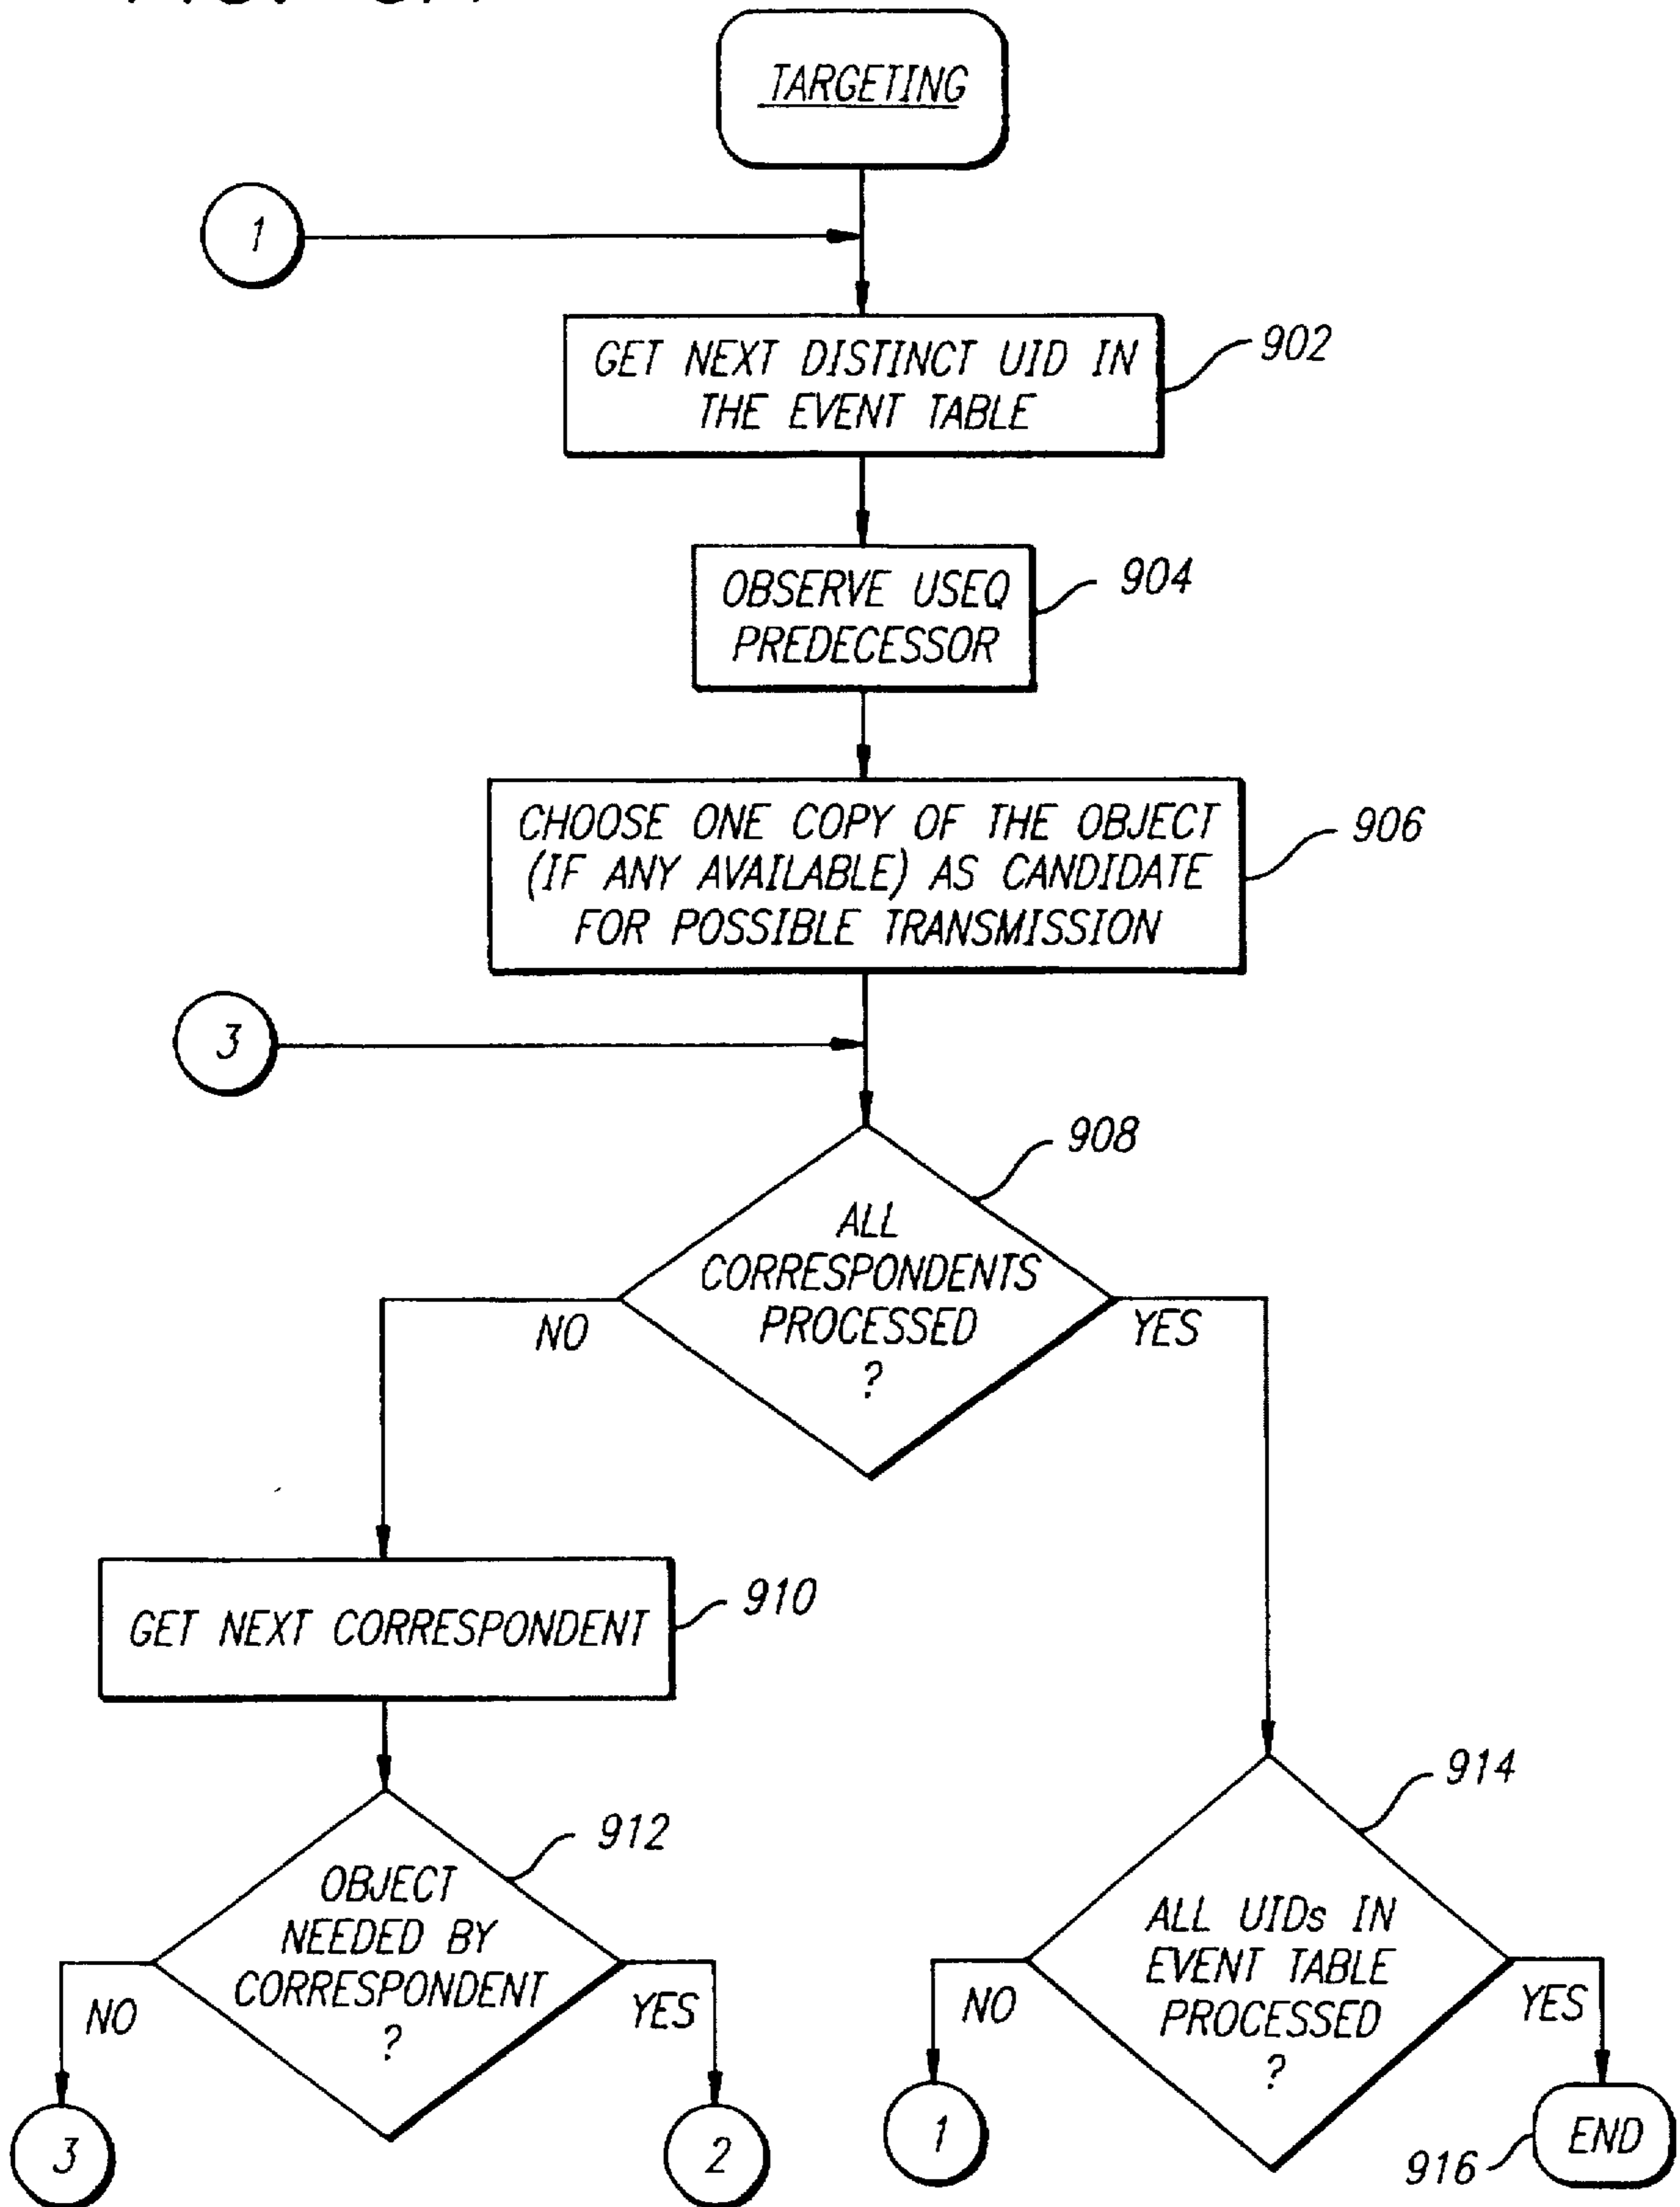 TARGETING
1
GET NEXT DISTINCT UID IN
THE EVENT TABLE
902
OBSERVE USEQ
PREDECESSOR
904
CHOOSE ONE COPY OF THE OBJECT
(IF ANY AVAILABLE) AS CANDIDATE
FOR POSSIBLE TRANSMISSION
906
3
908
ALL
CORRESPONDENTS
PROCESSED
?
NO
YES
GET NEXT CORRESPONDENT
910
912
OBJECT
NEEDED BY
CORRESPONDENT
?
NO
YES
3
2
914
ALL UIDs IN
EVENT TABLE
PROCESSED
?
NO
YES
1
END
916